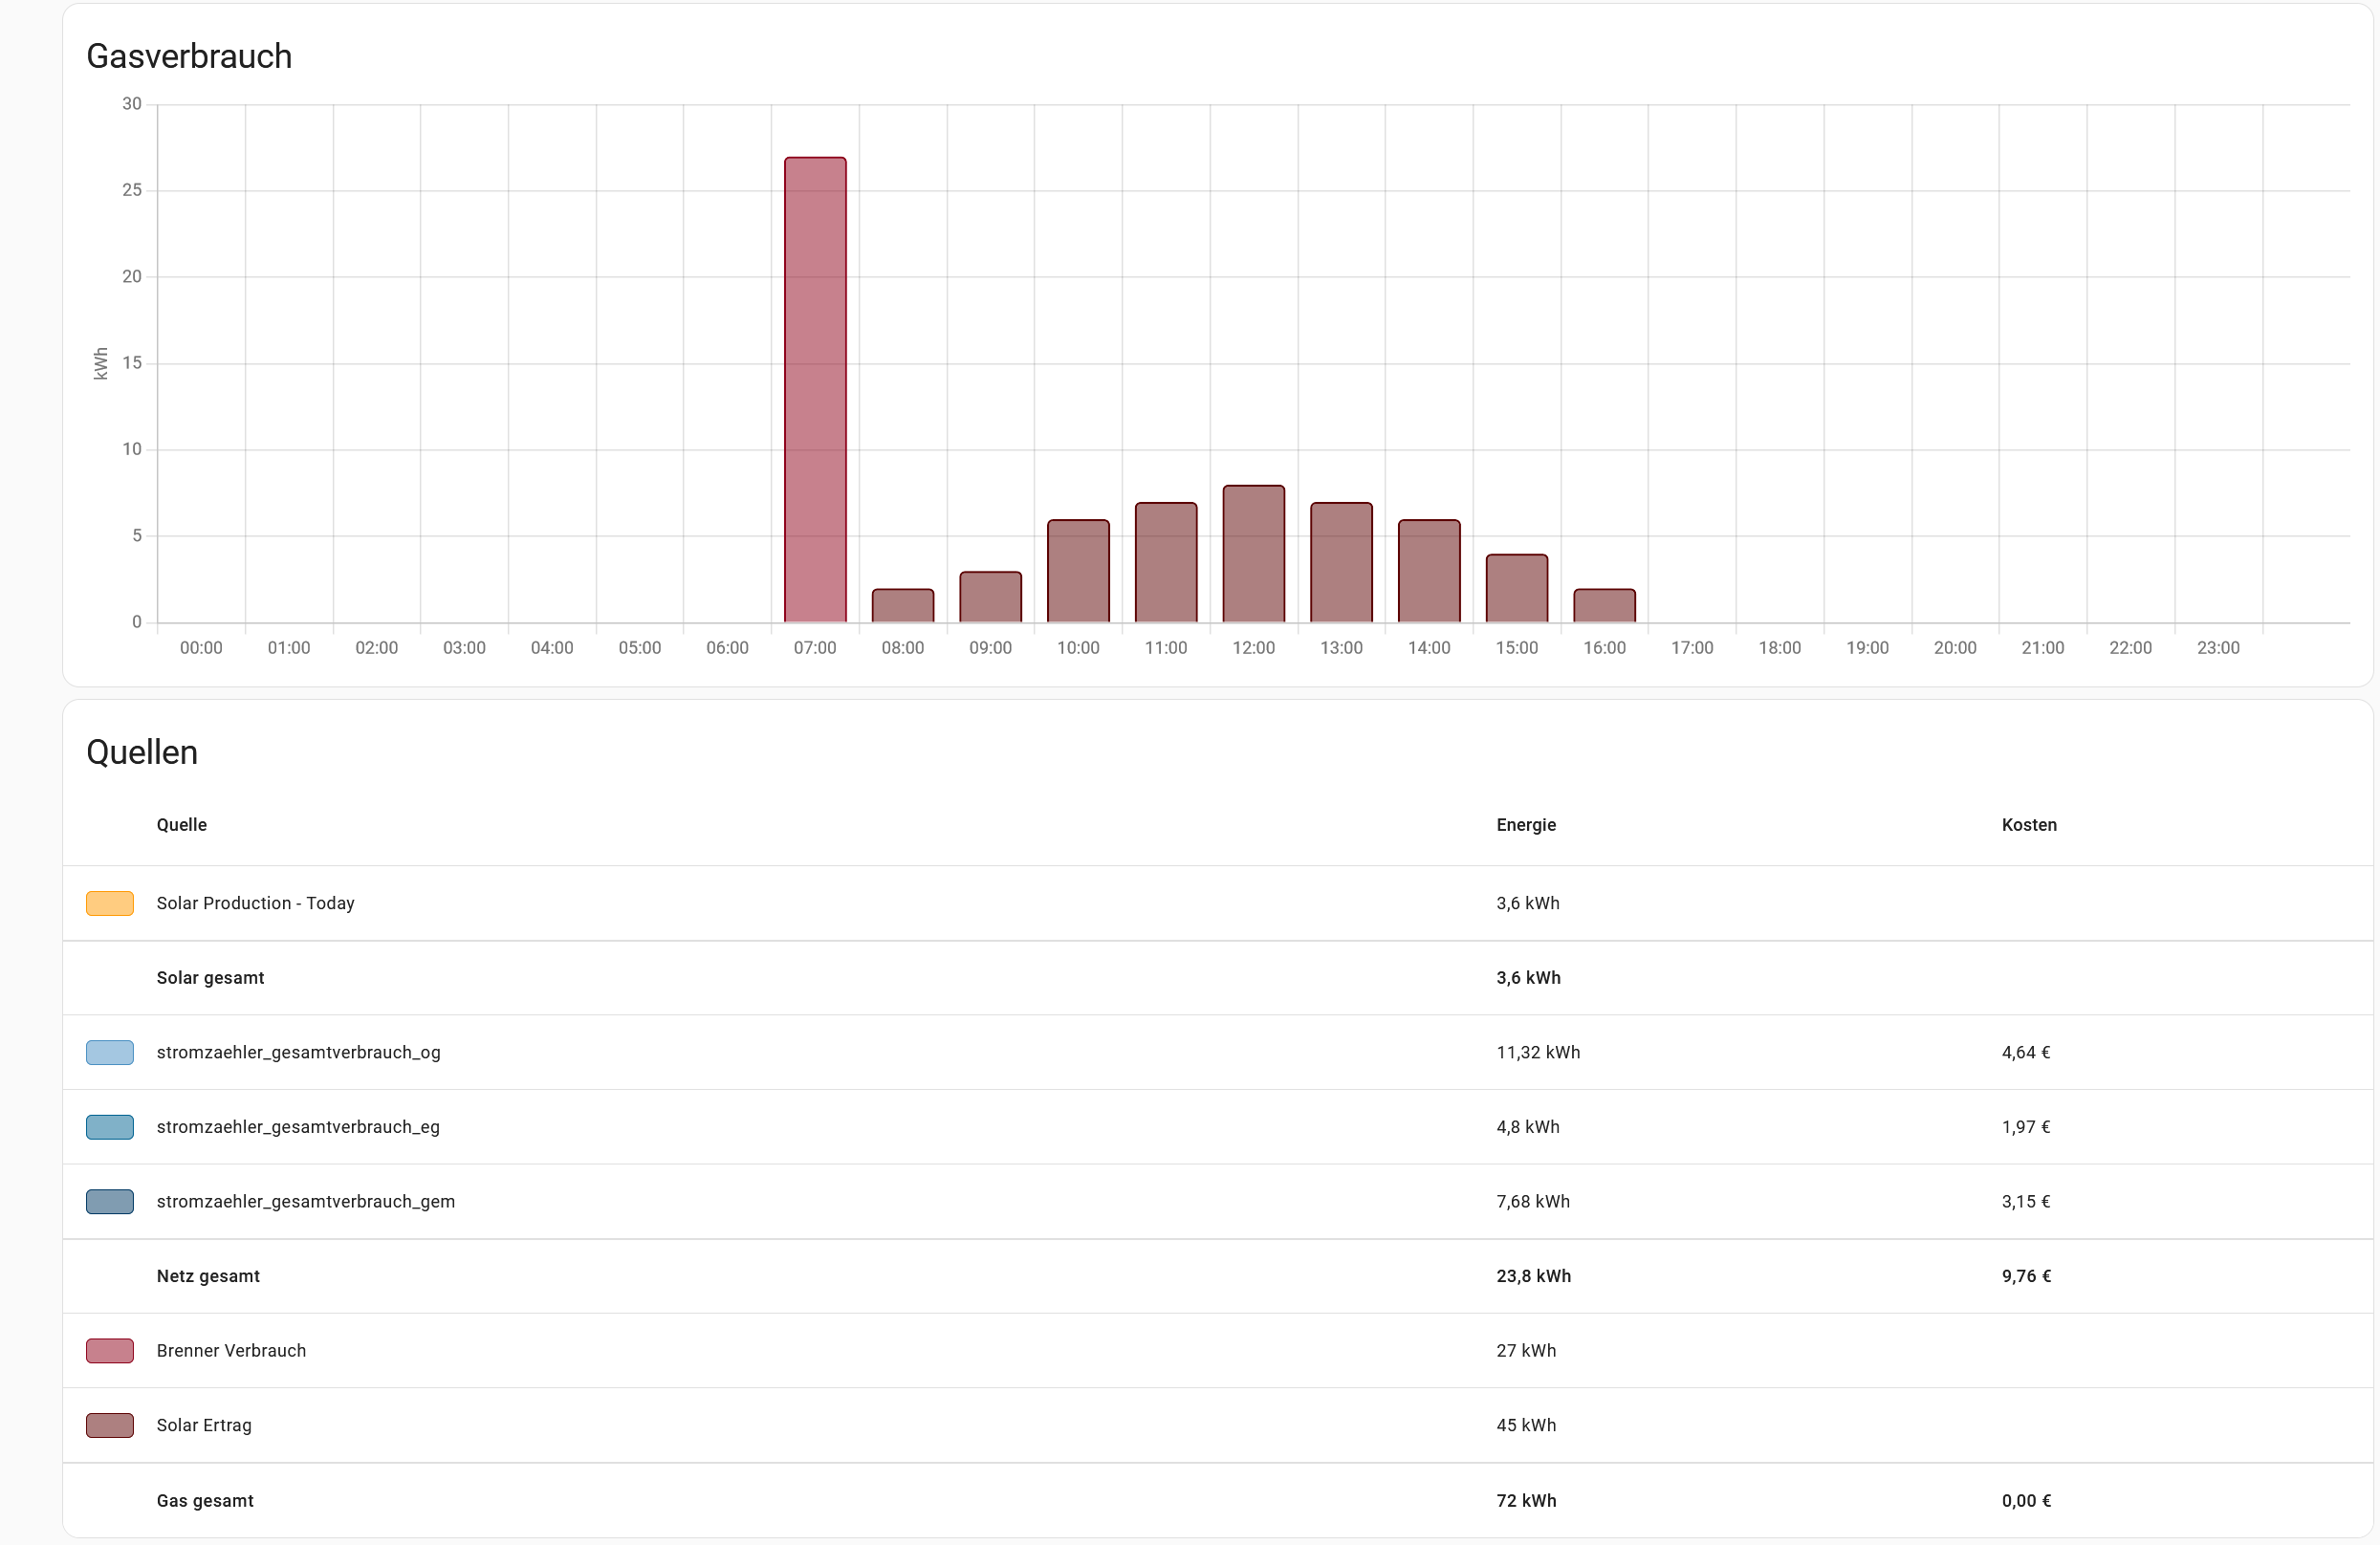 Gasverbrauch
30
25
20
15
10
5
0
kWh
00:00 01:00 02:00 03:00 04:00 05:00 06:00 07:00 08:00 09:00 10:00 11:00 12:00 13:00 14:00 15:00 16:00 17:00 18:00 19:00 20:00 21:00 22:00 23:00
Quellen
Quelle Energie Kosten
Solar Production - Today 3,6 kWh
Solar gesamt 3,6 kWh
stromzaehler_gesamtverbrauch_og 11,32 kWh 4,64 €
stromzaehler_gesamtverbrauch_eg 4,8 kWh 1,97 €
stromzaehler_gesamtverbrauch_gem 7,68 kWh 3,15 €
Netz gesamt 23,8 kWh 9,76 €
Brenner Verbrauch 27 kWh
Solar Ertrag 45 kWh
Gas gesamt 72 kWh 0,00 €